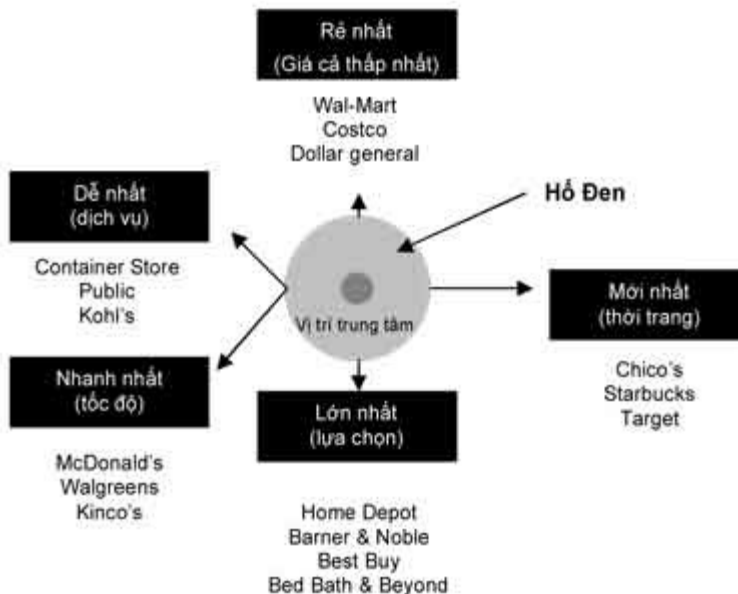 Rẻ nhất
(Giá cả thấp nhất)
Wal-Mart
Costco
Dollar general
Hố Đen
Dễ nhất
(dịch vụ)
Container Store
Public
Kohl's
Vị trí trung tâm
Mới nhất
(thời trang)
Chico's
Starbucks
Target
Nhanh nhất
(tốc độ)
McDonald's
Walgreens
Kinco's
Lớn nhất
(lựa chọn)
Home Depot
Barner & Noble
Best Buy
Bed Bath & Beyond